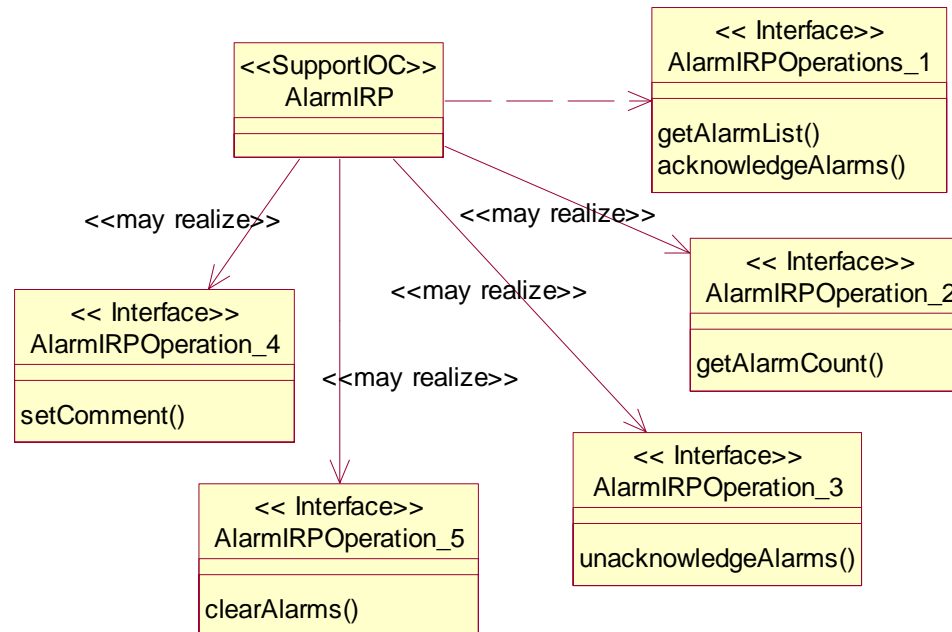 <<SupportIOC>>
AlarmIRP
<< Interface>>
AlarmIRPOperations_1
getAlarmList()
acknowledgeAlarms()
<<may realize>>
<<may realize>>
<<may realize>>
<<may realize>>
<< Interface>>
AlarmIRPOperation_2
getAlarmCount()
<< Interface>>
AlarmIRPOperation_4
setComment()
<< Interface>>
AlarmIRPOperation_3
unacknowledgeAlarms()
<< Interface>>
AlarmIRPOperation_5
clearAlarms()